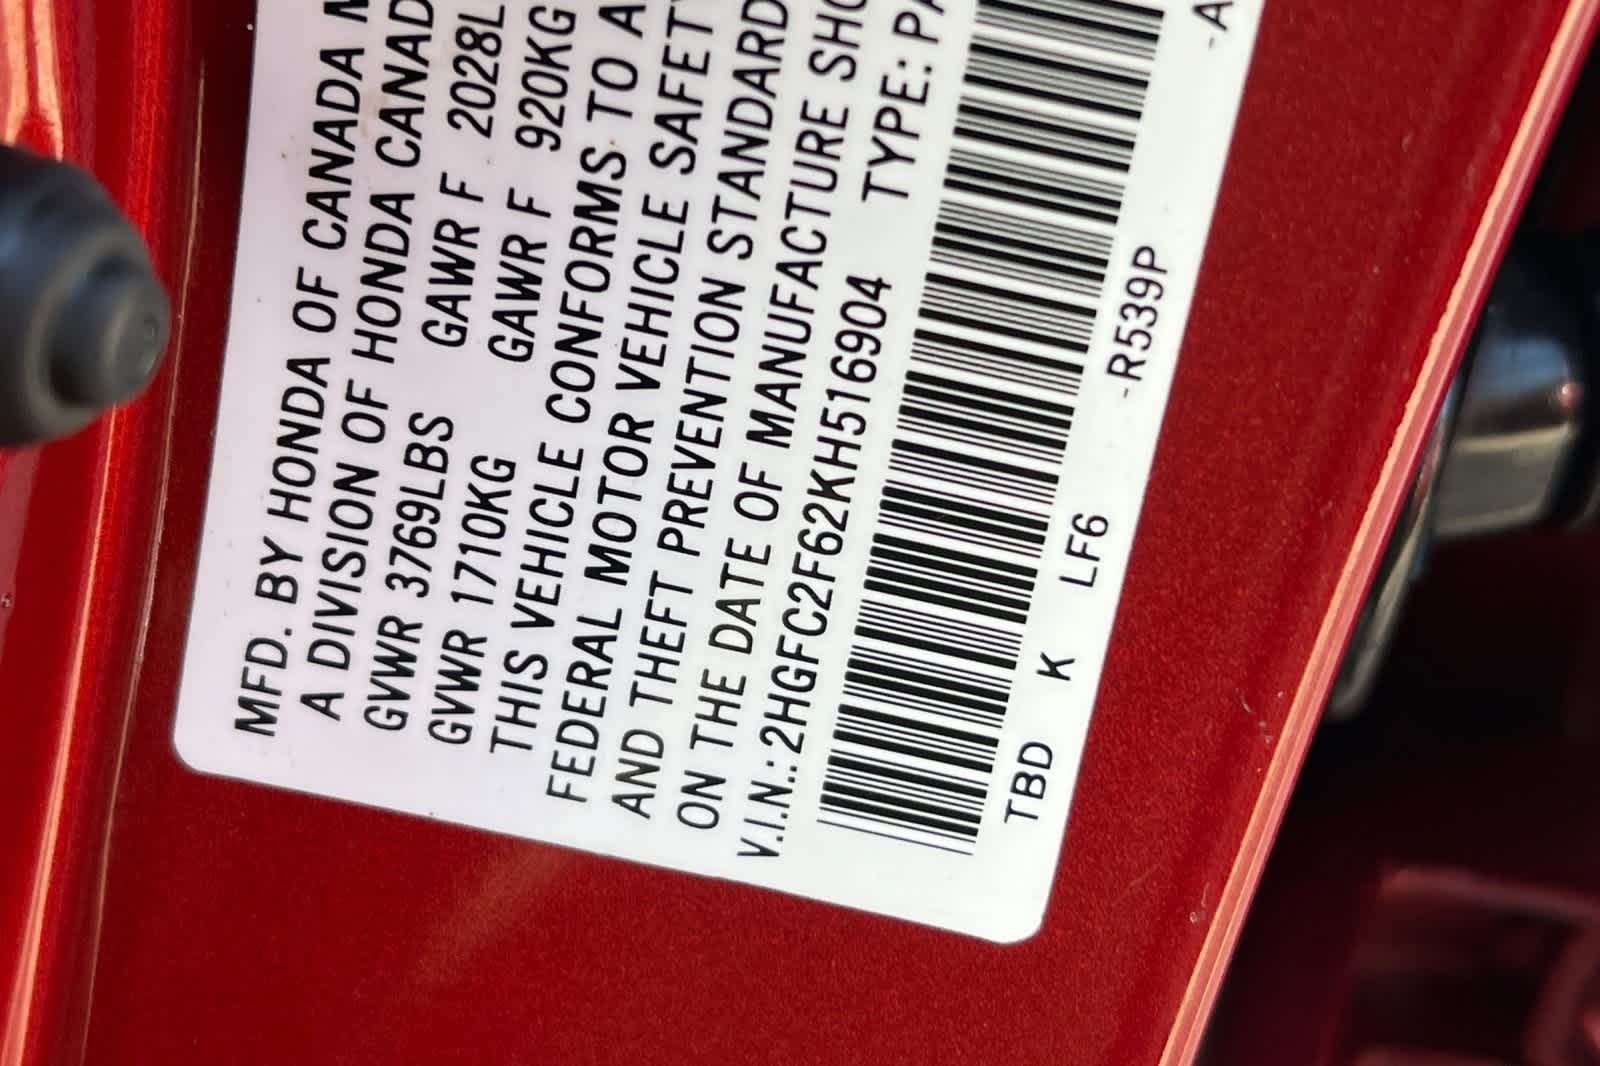 MFD. BY HONDA OF CANADA
A DIVISION OF HONDA CANAD
GVWR 3769LBS GAWR F 2028L
GVWR 1710KG GAWR F 920KG
THIS VEHICLE CONFORMS TO A
FEDERAL MOTOR VEHICLE SAFETY
AND THEFT PREVENTION STANDARD
ON THE DATE OF MANUFACTURE SHO
V.I.N.: 2HGFC2F62KH516904 TYPE: PA
TBD K LF6 -R539P -A